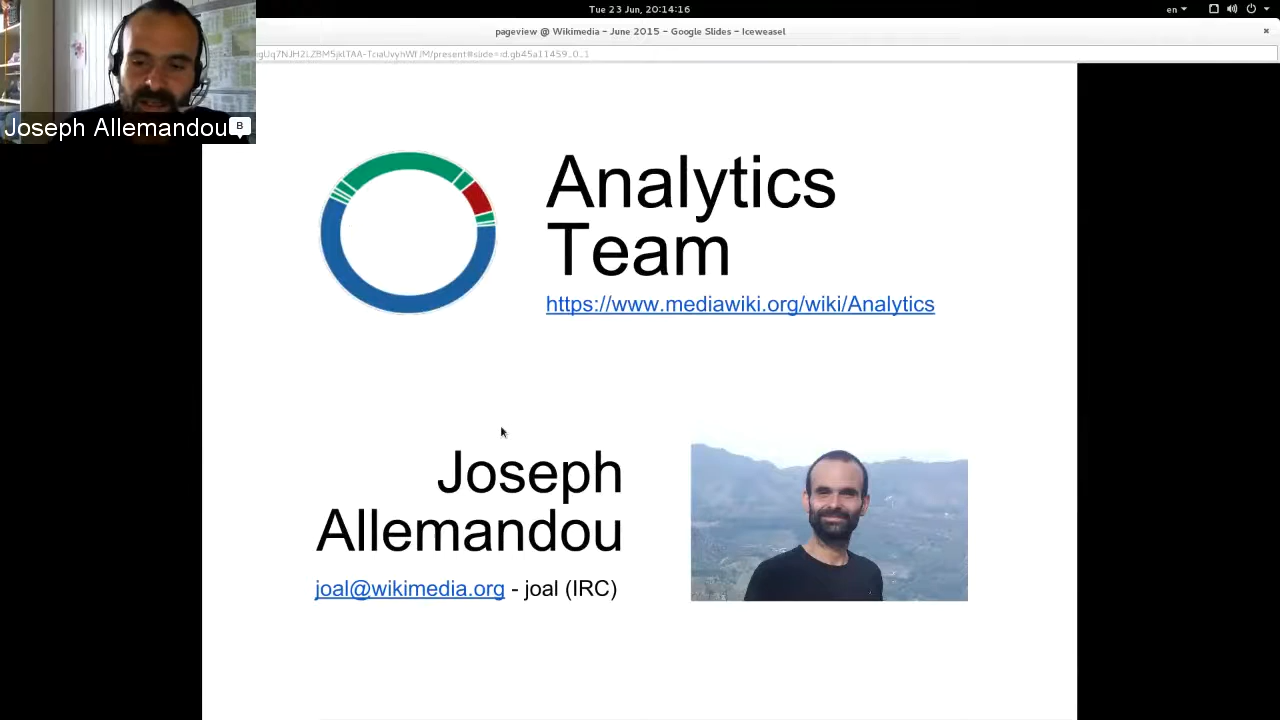 Tue 23 Jun, 20:14:16
en
pageview @ Wikimedia – June 2015 – Google Slides – Iceweasel
Joseph Allemandou
B
Analytics
Team
https://www.mediawiki.org/wiki/Analytics
Joseph
Allemandou
joal@wikimedia.org - joal (IRC)